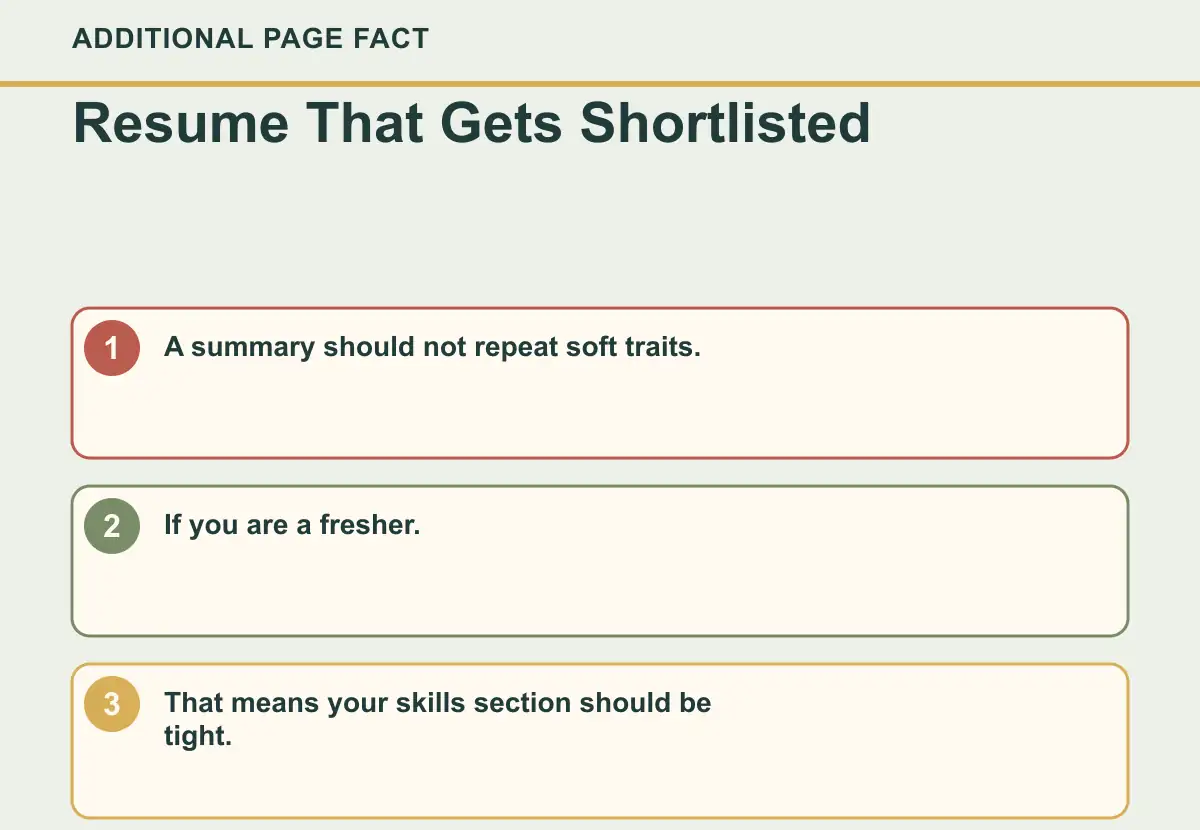 ADDITIONAL PAGE FACT
Resume That Gets Shortlisted
1
A summary should not repeat soft traits.
2
If you are a fresher.
3
That means your skills section should be
tight.